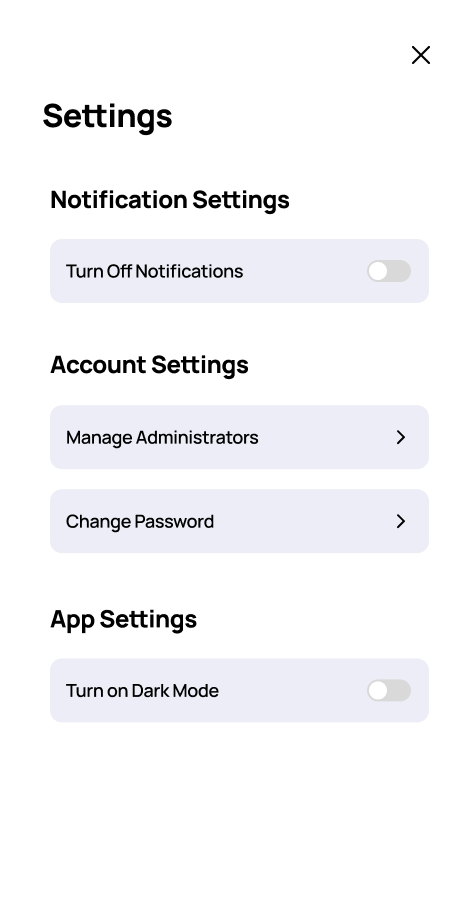 Settings
Notification Settings
Turn Off Notifications
Account Settings
Manage Administrators
Change Password
App Settings
Turn on Dark Mode